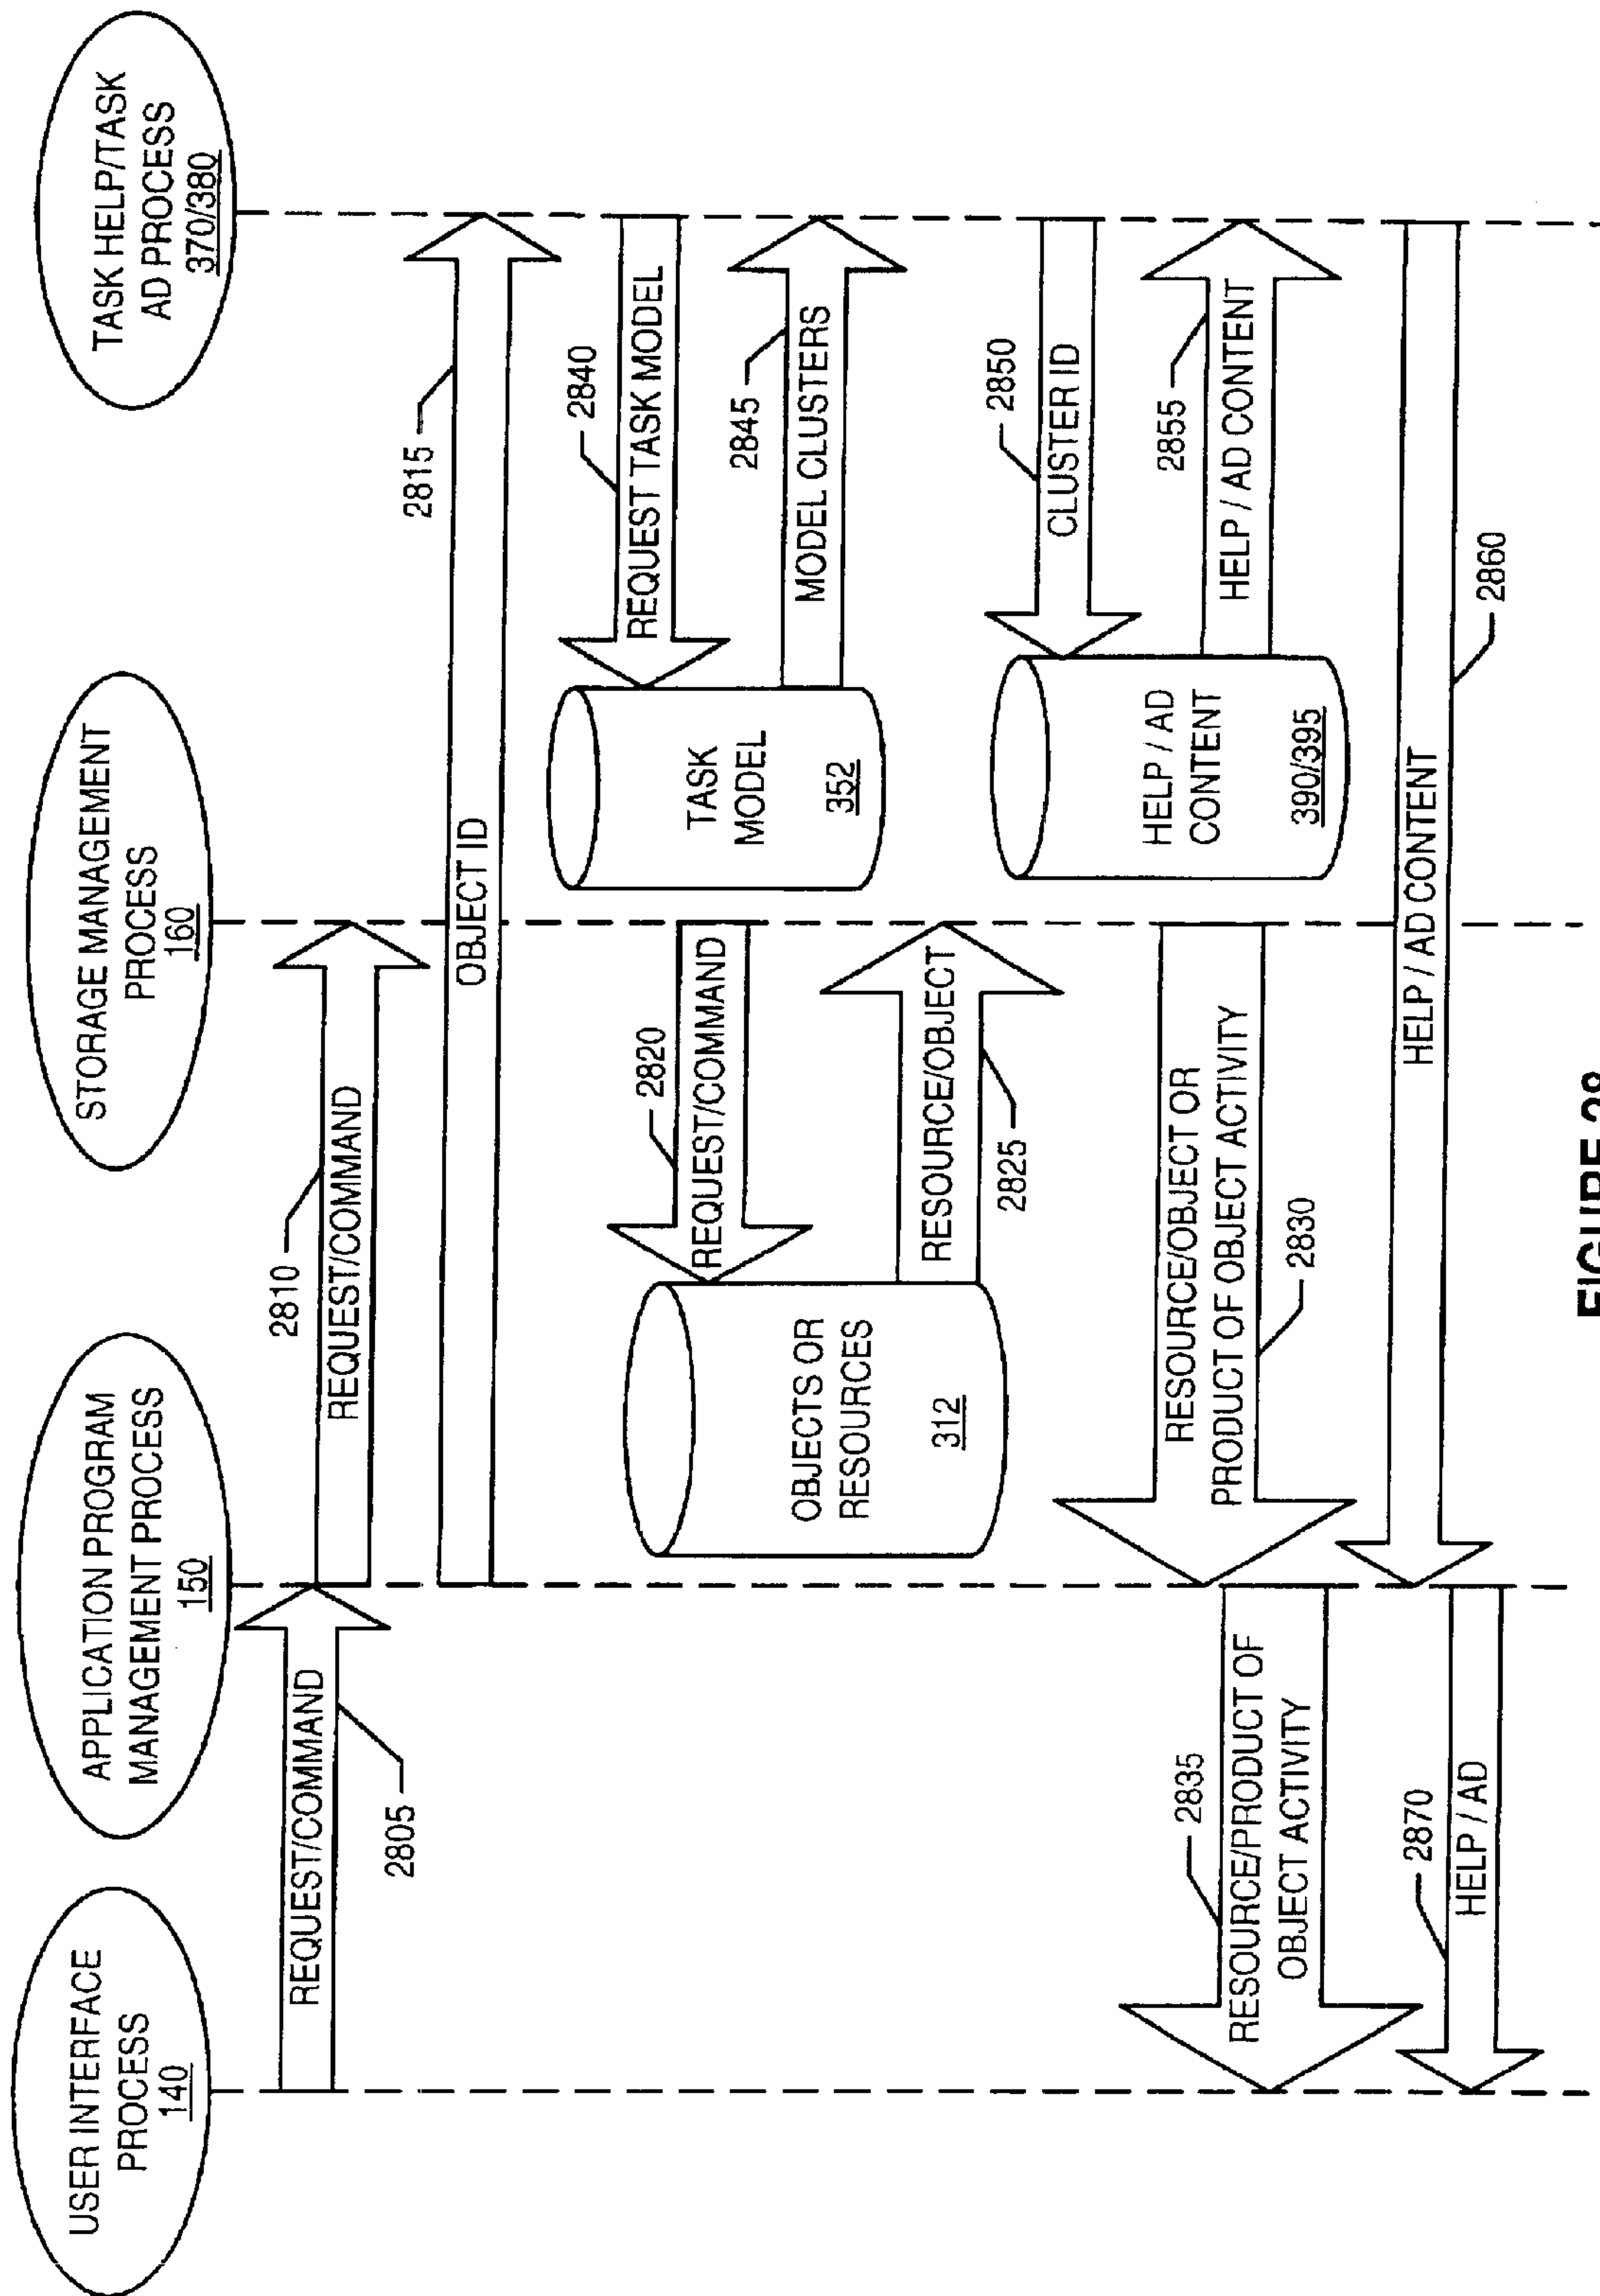 USER INTERFACE
PROCESS
140
APPLICATION PROGRAM
MANAGEMENT PROCESS
150
STORAGE MANAGEMENT
PROCESS
160
TASK HELP/TASK
AD PROCESS
370/380
REQUEST/COMMAND
2805
2810
REQUEST/COMMAND
2815
OBJECT ID
2820
REQUEST/COMMAND
OBJECTS OR
RESOURCES
312
RESOURCE/OBJECT
2825
2840
REQUEST TASK MODEL
TASK
MODEL
352
2845
MODEL CLUSTERS
2850
CLUSTER ID
HELP / AD
CONTENT
390/395
2855
HELP / AD CONTENT
RESOURCE/OBJECT OR
PRODUCT OF OBJECT ACTIVITY
2830
2835
RESOURCE/PRODUCT OF
OBJECT ACTIVITY
HELP / AD CONTENT
2860
2870
HELP / AD
FIGURE 28